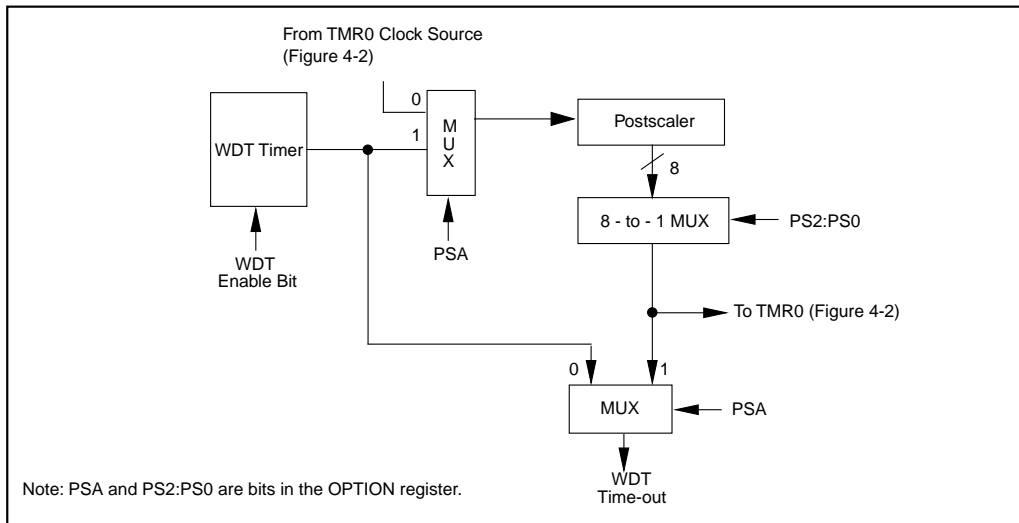 From TMR0 Clock Source
(Figure 4-2)
0
1
MUX
WDT Timer
Postscaler
8
8 - to - 1 MUX
PS2:PS0
PSA
WDT
Enable Bit
To TMR0 (Figure 4-2)
0
1
MUX
PSA
WDT
Time-out
Note: PSA and PS2:PS0 are bits in the OPTION register.